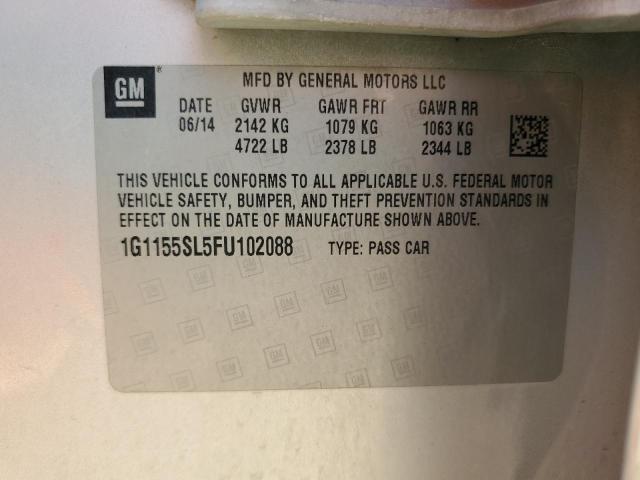 GM ®
MFD BY GENERAL MOTORS LLC
DATE GVWR GAWR FRT GAWR RR
06/14 2142 KG 1079 KG 1063 KG
4722 LB 2378 LB 2344 LB
THIS VEHICLE CONFORMS TO ALL APPLICABLE U.S. FEDERAL MOTOR
VEHICLE SAFETY, BUMPER, AND THEFT PREVENTION STANDARDS IN
EFFECT ON THE DATE OF MANUFACTURE SHOWN ABOVE.
1G1155SL5FU102088 TYPE: PASS CAR